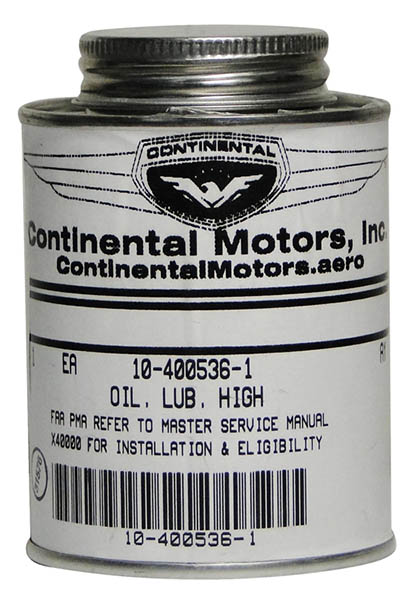 CONTINENTAL
Continental Motors, Inc.
ContinentalMotors.aero
1 EA 10-400536-1
OIL, LUB, HIGH
FAA PMA REFER TO MASTER SERVICE MANUAL
X40000 FOR INSTALLATION & ELIGIBILITY
10-400536-1